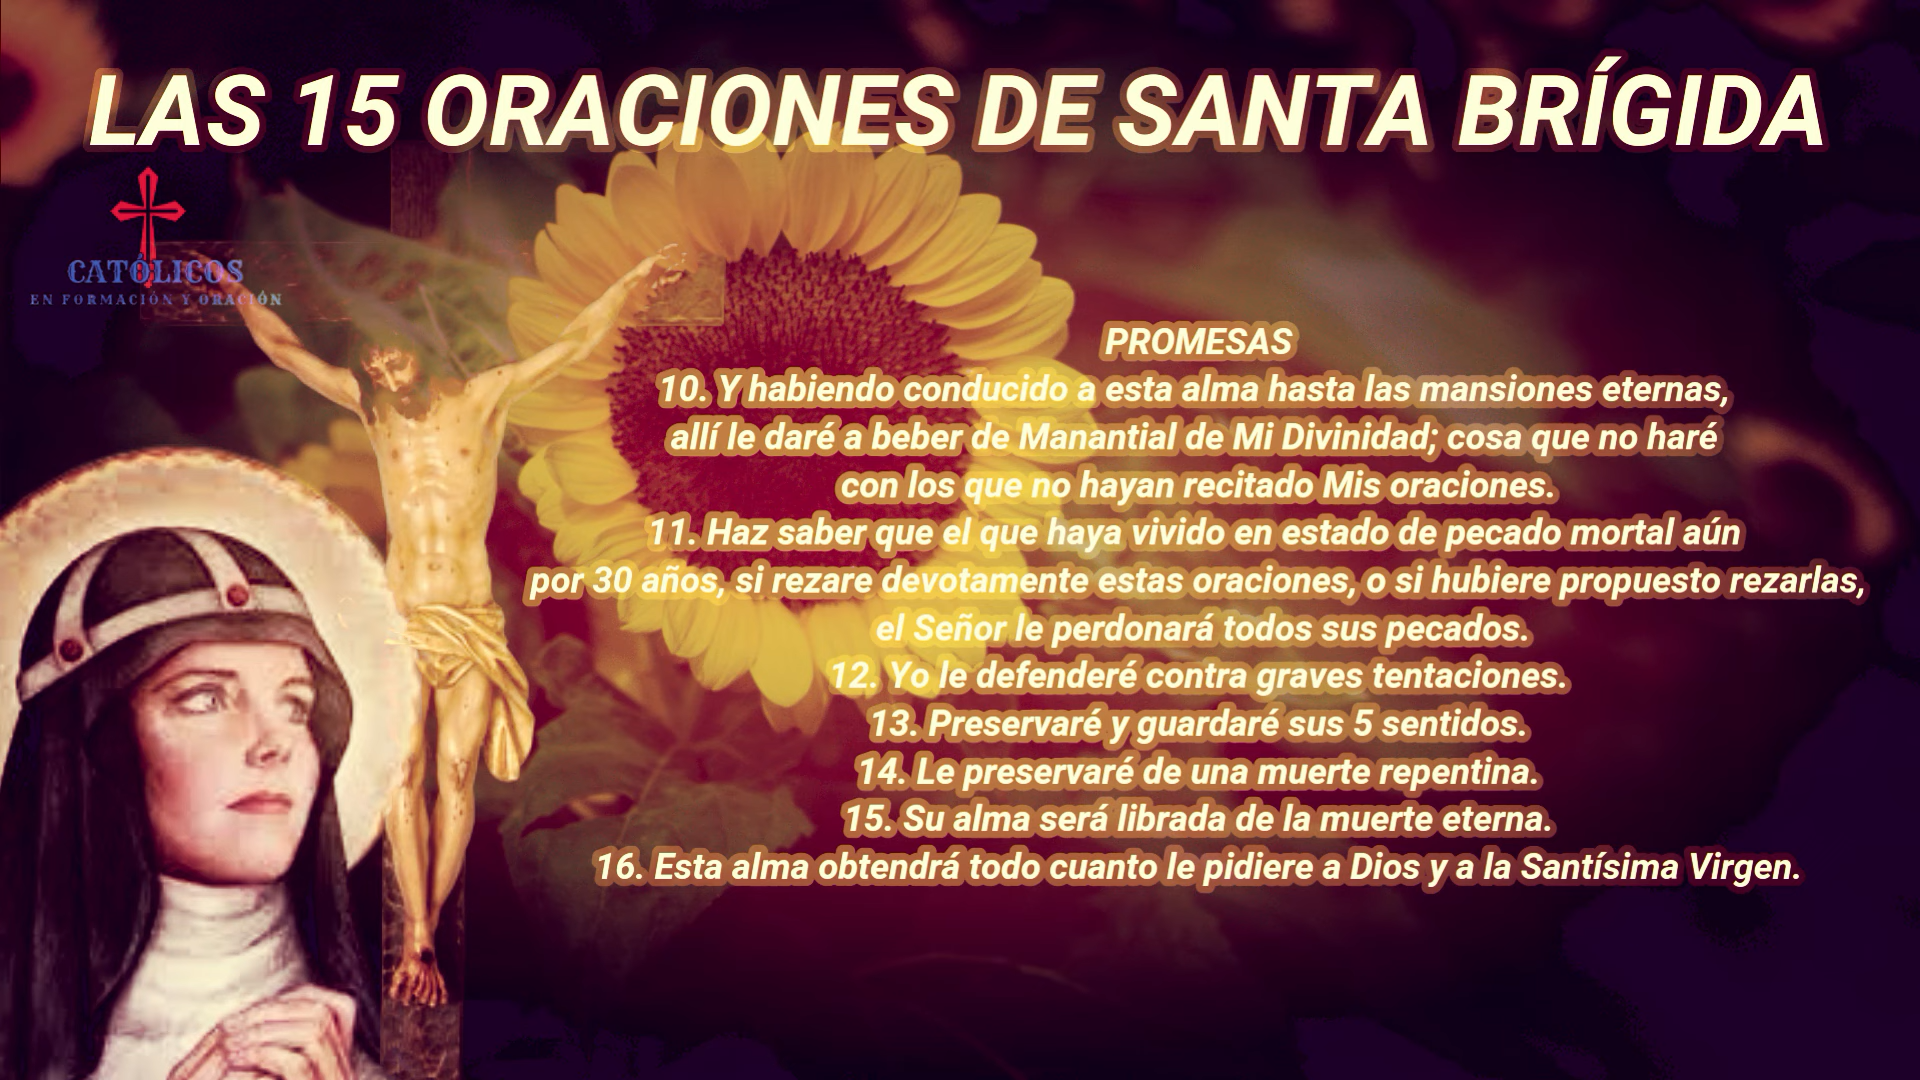 LAS 15 ORACIONES DE SANTA BRÍGIDA
CATÓLICOS
EN FORMACIÓN Y ORACIÓN
PROMESAS
10. Y habiendo conducido a esta alma hasta las mansiones eternas,
allí le daré a beber de Manantial de Mi Divinidad; cosa que no haré
con los que no hayan recitado Mis oraciones.
11. Haz saber que el que haya vivido en estado de pecado mortal aún
por 30 años, si rezare devotamente estas oraciones, o si hubiere propuesto rezarlas,
el Señor le perdonará todos sus pecados.
12. Yo le defenderé contra graves tentaciones.
13. Preservaré y guardaré sus 5 sentidos.
14. Le preservaré de una muerte repentina.
15. Su alma será librada de la muerte eterna.
16. Esta alma obtendrá todo cuanto le pidiere a Dios y a la Santísima Virgen.